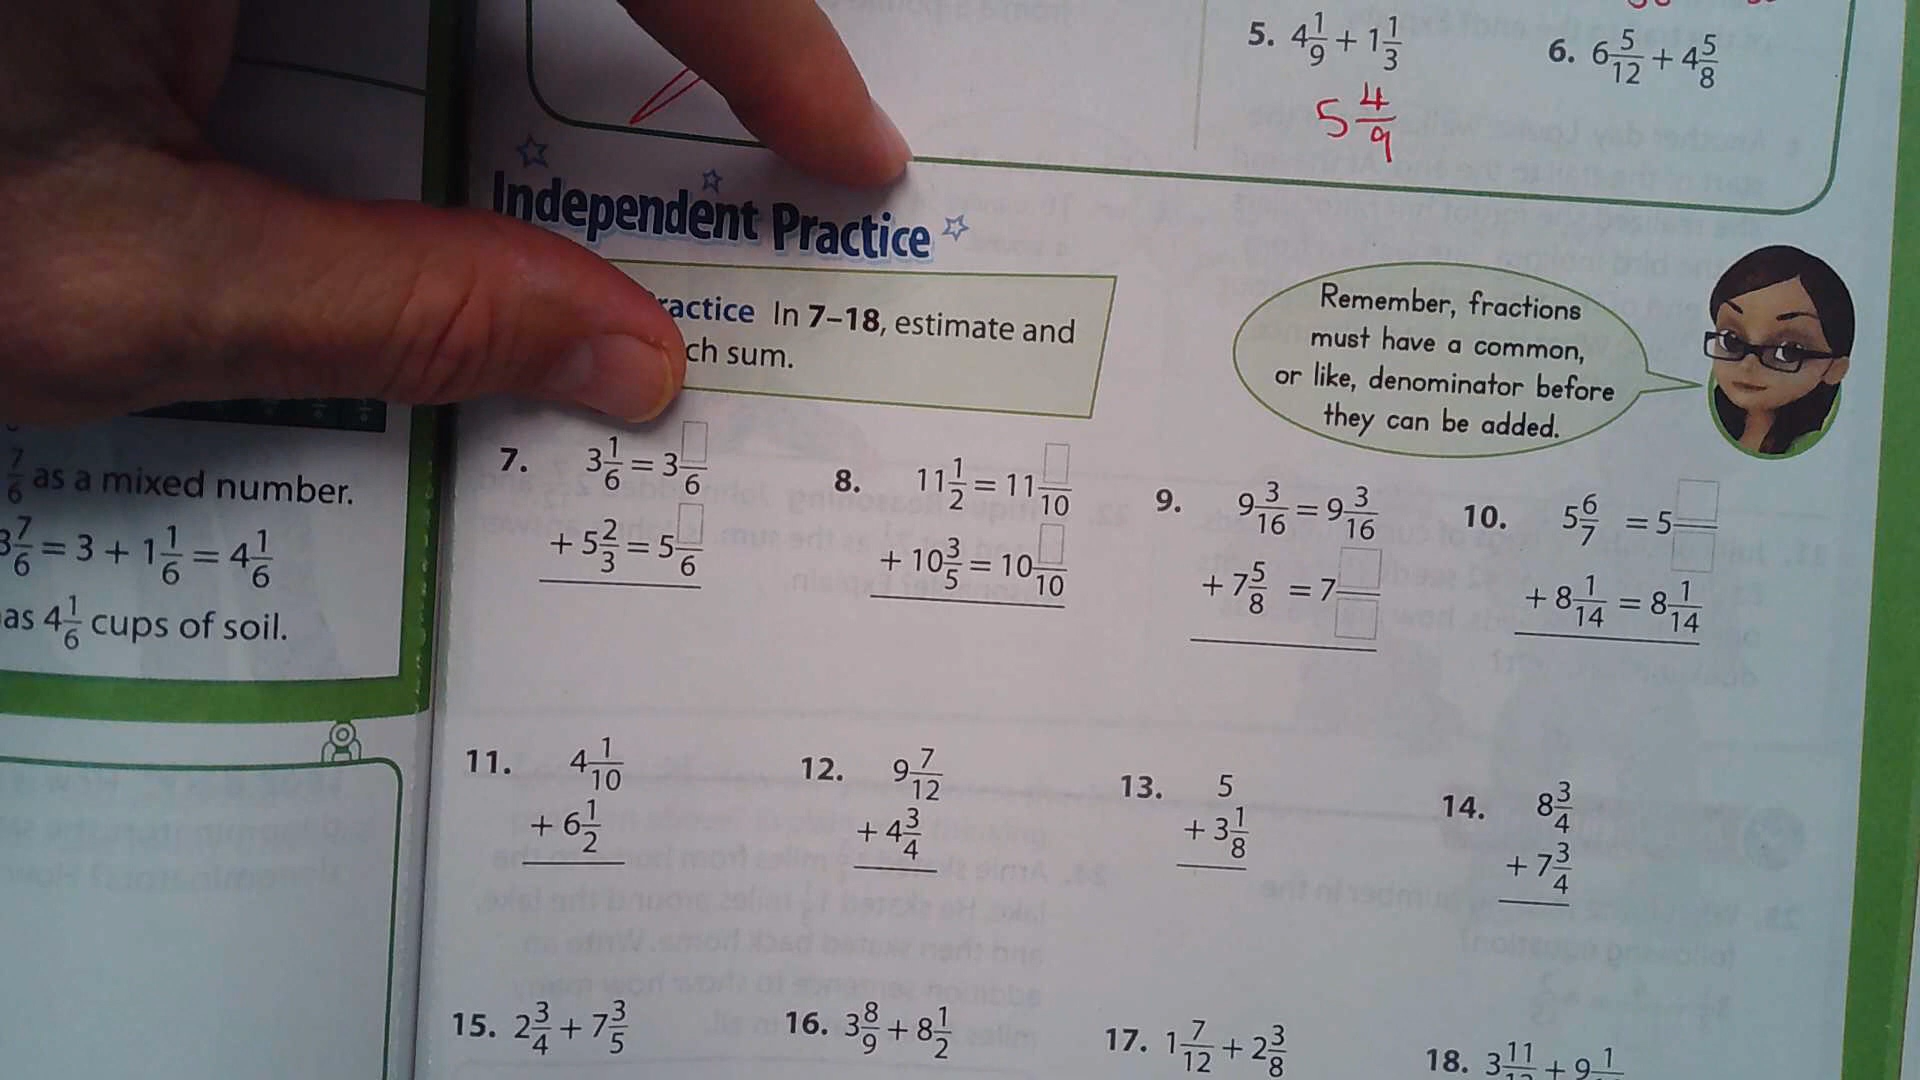 5. 4 1/9 + 1 1/3
6. 6 5/12 + 4 5/8
5 4/9
Independent Practice
In 7–18, estimate and
sum.
Remember, fractions
must have a common,
or like, denominator before
they can be added.
7/6 as a mixed number.
3 7/6 = 3 + 1 1/6 = 4 1/6
as 4 1/6 cups of soil.
7. 3 1/6 = 3 □/6
+ 5 2/3 = 5 □/6
8. 11 1/2 = 11 □/10
+ 10 3/5 = 10 □/10
9. 9 3/16 = 9 3/16
+ 7 5/8 = 7 □/□
10. 5 6/7 = 5 □/□
+ 8 1/14 = 8 1/14
11. 4 1/10
+ 6 1/2
12. 9 7/12
+ 4 3/4
13. 5
+ 3 1/8
14. 8 3/4
+ 7 3/4
15. 2 3/4 + 7 3/5
16. 3 8/9 + 8 1/2
17. 1 7/12 + 2 3/8
18. 3 11/ + 9 1/